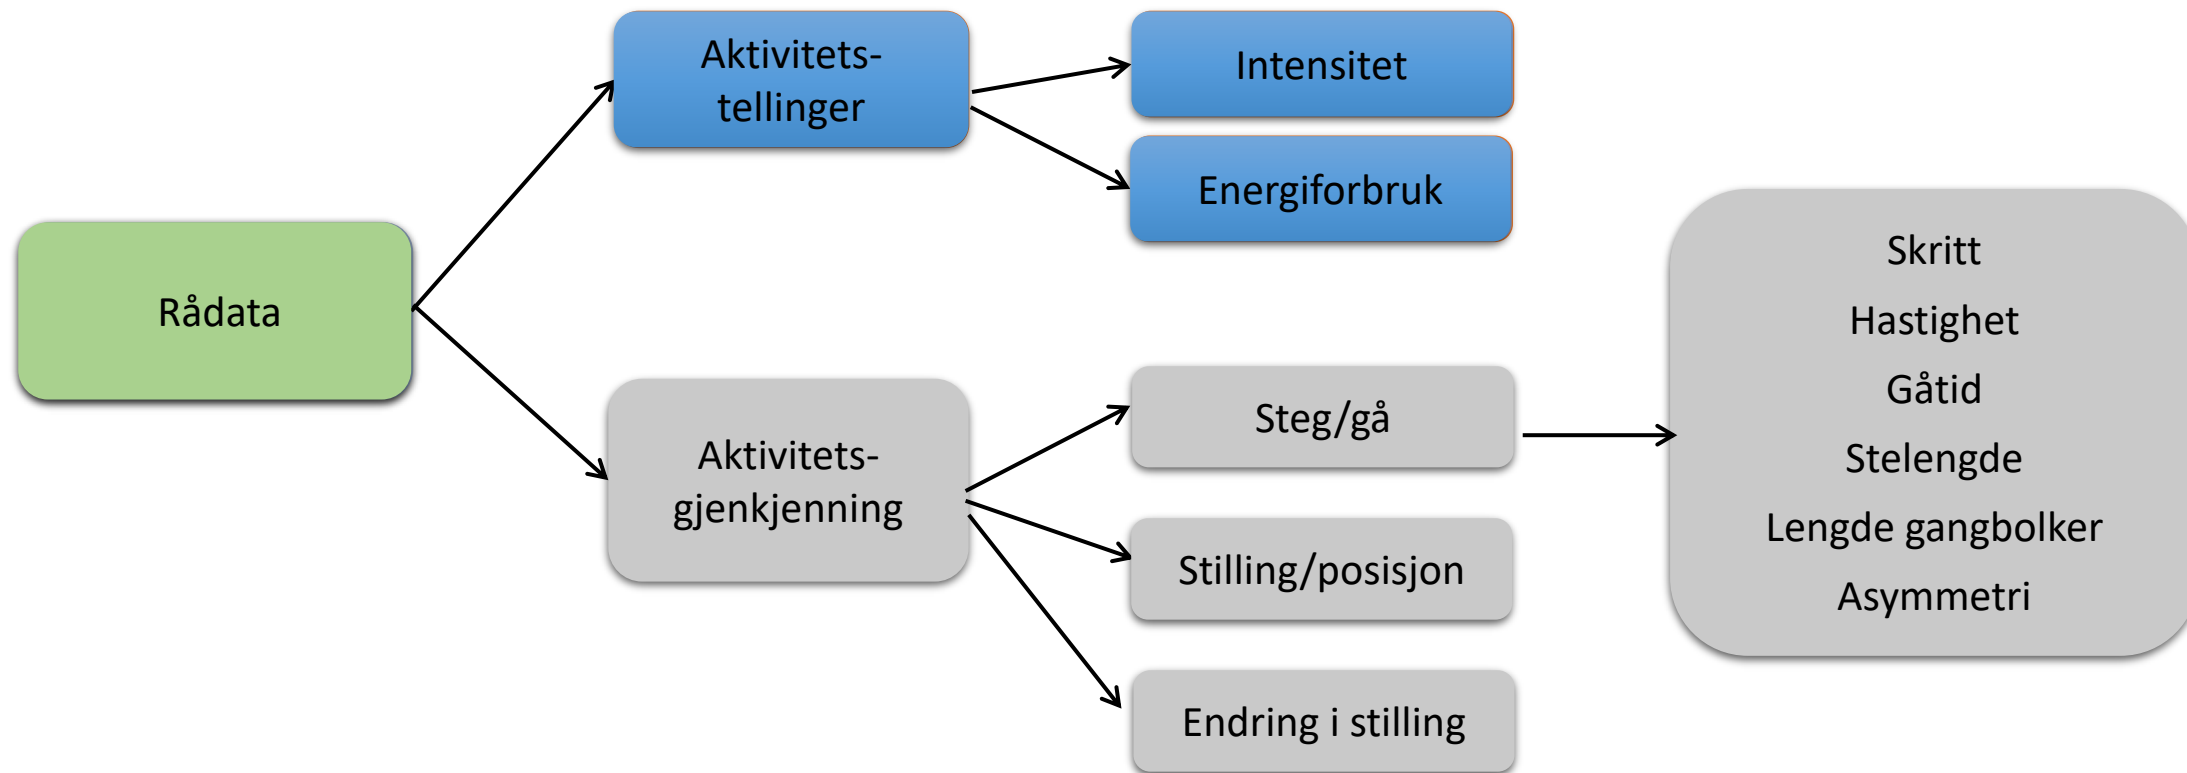 Rådata
Aktivitets-
tellinger
Intensitet
Energiforbruk
Aktivitets-
gjenkjenning
Steg/gå
Stilling/posisjon
Endring i stilling
Skritt
Hastighet
Gåtid
Stelengde
Lengde gangbolker
Asymmetri